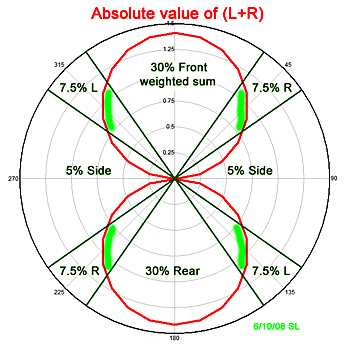 Absolute value of (L+R)
1.5
1.25
315
30% Front
45
weighted sum
7.5% L
7.5% R
0.75
0.5
0.25
5% Side
5% Side
270
90
7.5% R
30% Rear
7.5% L
225
135
6/10/08 SL
180